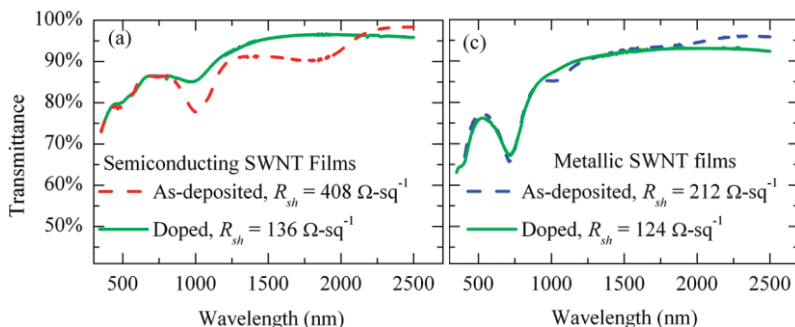 100%
90%
80%
70%
60%
50%
Transmittance
(a)
Semiconducting SWNT Films
As-deposited, Rsh = 408 Ω-sq⁻¹
Doped, Rsh = 136 Ω-sq⁻¹
500 1000 1500 2000 2500
Wavelength (nm)
(c)
Metallic SWNT films
As-deposited, Rsh = 212 Ω-sq⁻¹
Doped, Rsh = 124 Ω-sq⁻¹
500 1000 1500 2000 2500
Wavelength (nm)